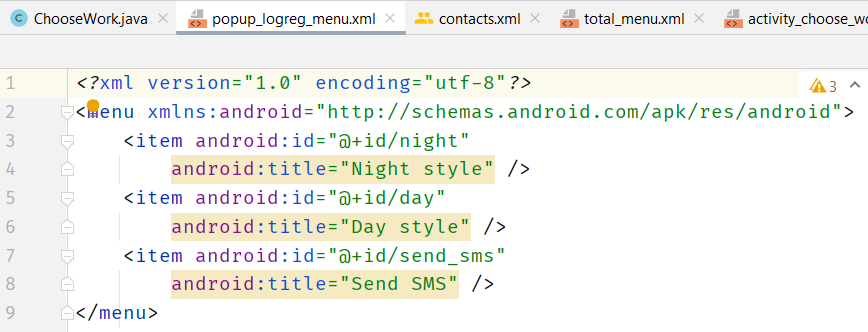 ChooseWork.java popup_logreg_menu.xml contacts.xml total_menu.xml activity_choose_wo
3
1 <?xml version="1.0" encoding="utf-8"?>
2 <menu xmlns:android="http://schemas.android.com/apk/res/android">
3 <item android:id="@+id/night"
4 android:title="Night style" />
5 <item android:id="@+id/day"
6 android:title="Day style" />
7 <item android:id="@+id/send_sms"
8 android:title="Send SMS" />
9 </menu>